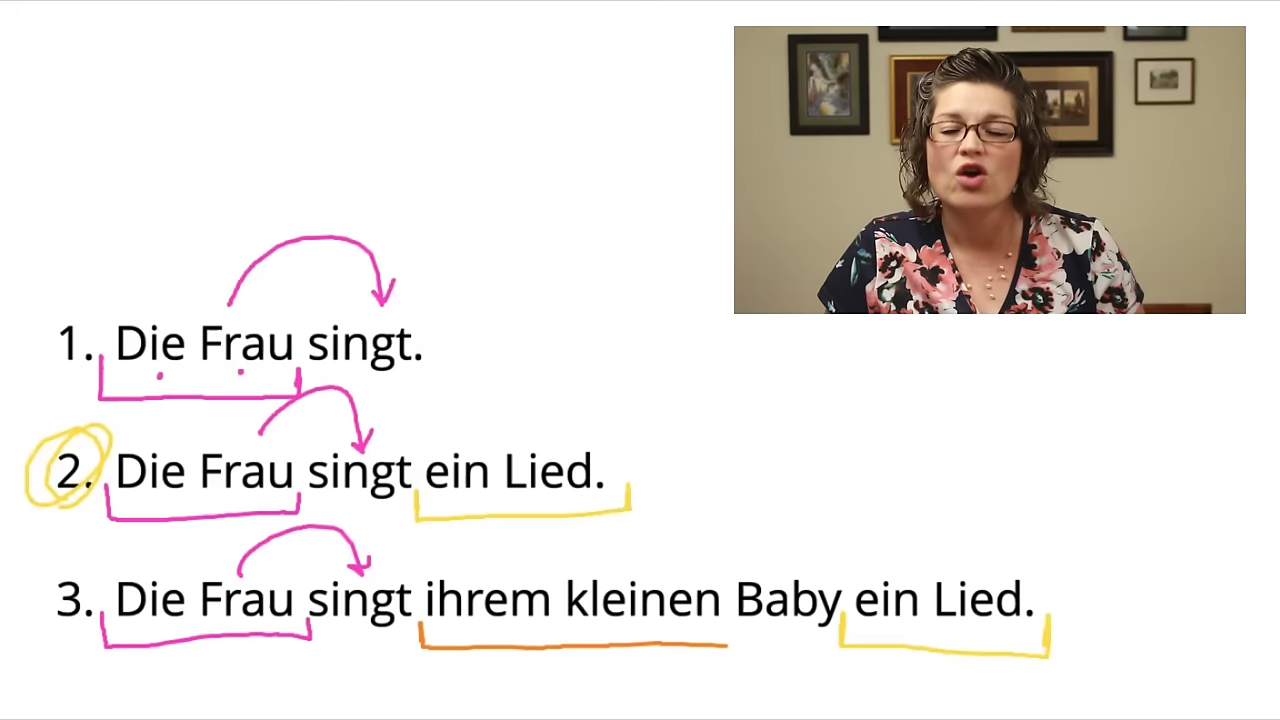 1. Die Frau singt.
2. Die Frau singt ein Lied.
3. Die Frau singt ihrem kleinen Baby ein Lied.